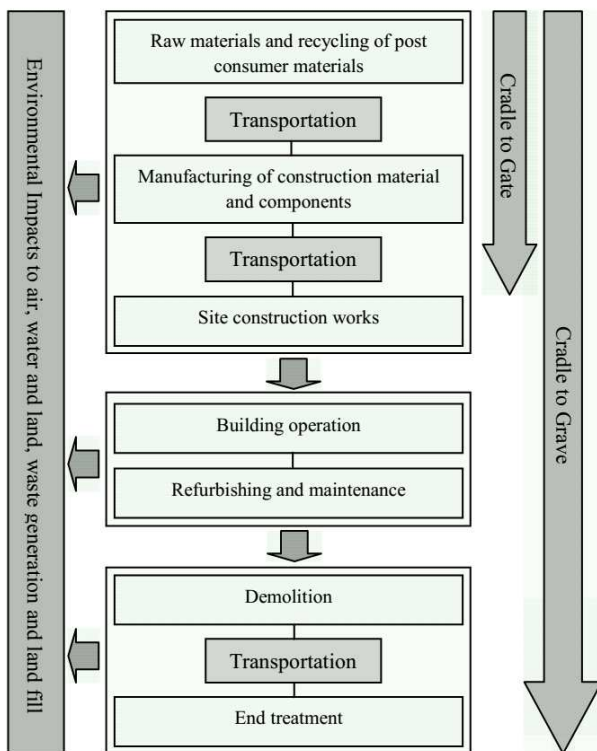 Environmental Impacts to air, water and land, waste generation and land fill
Raw materials and recycling of post
consumer materials
Transportation
Manufacturing of construction material
and components
Transportation
Site construction works
Building operation
Refurbishing and maintenance
Demolition
Transportation
End treatment
Cradle to Gate
Cradle to Grave